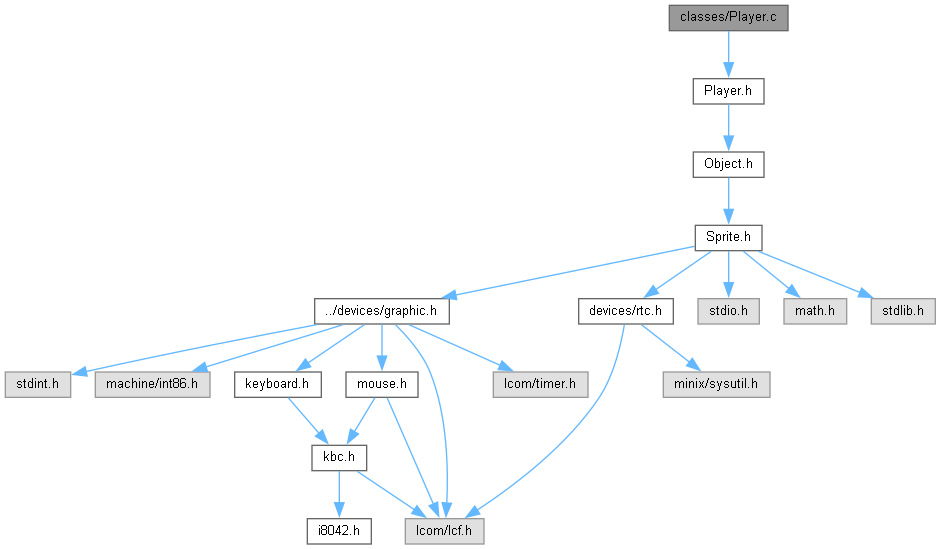 classes/Player.c
Player.h
Object.h
Sprite.h
../devices/graphic.h
devices/rtc.h
stdio.h
math.h
stdlib.h
stdint.h
machine/int86.h
keyboard.h
mouse.h
lcom/timer.h
minix/sysutil.h
kbc.h
i8042.h
lcom/lcf.h